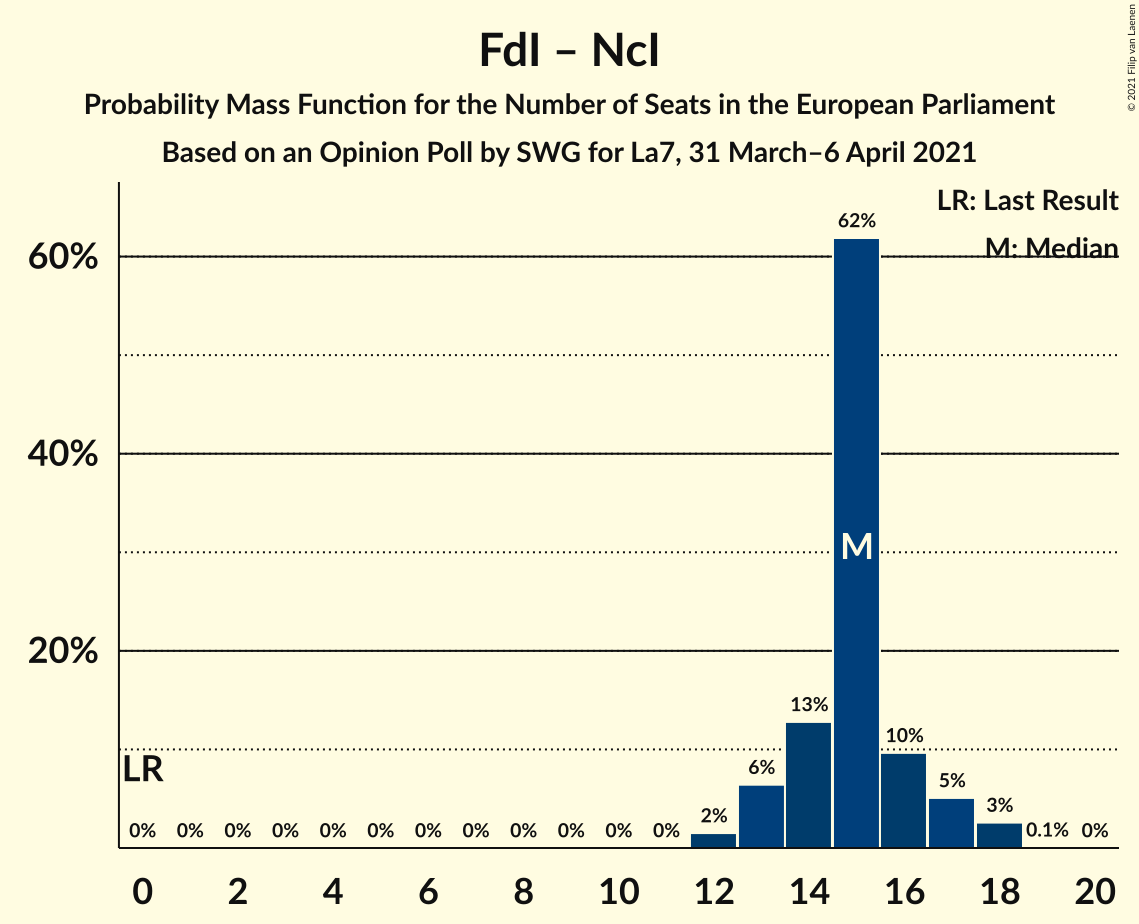 FdI – NcI
Probability Mass Function for the Number of Seats in the European Parliament
Based on an Opinion Poll by SWG for La7, 31 March–6 April 2021
© 2021 Filip van Laenen
LR: Last Result
M: Median
62%
60%
40%
M
20%
13%
10%
6%
5%
3%
2%
LR
0% 0% 0% 0% 0% 0% 0% 0% 0% 0% 0% 0% 0.1% 0%
0 2 4 6 8 10 12 14 16 18 20